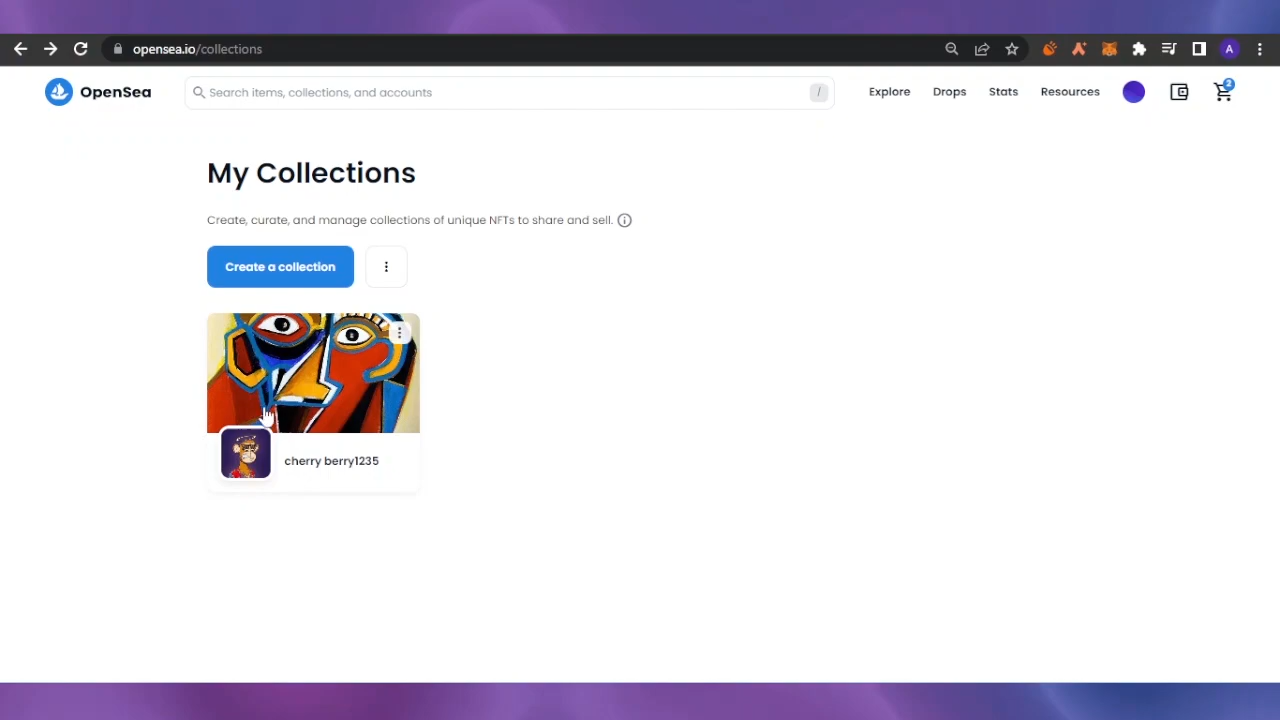 opensea.io/collections
A
OpenSea
Search items, collections, and accounts
/
Explore
Drops
Stats
Resources
2
My Collections
Create, curate, and manage collections of unique NFTs to share and sell.
Create a collection
cherry berry1235